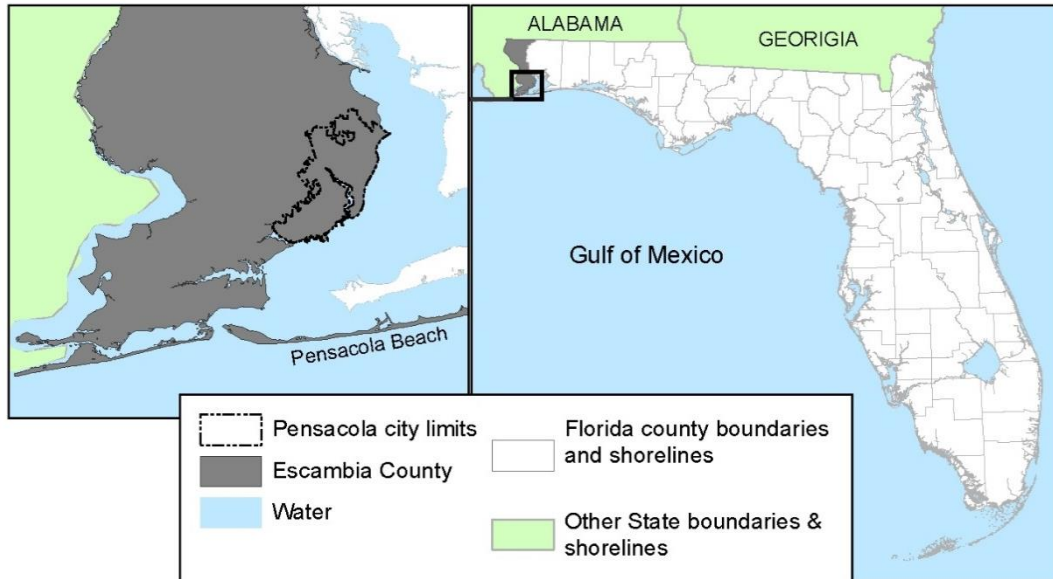 ALABAMA
GEORIGIA
Gulf of Mexico
Pensacola Beach
Pensacola city limits
Escambia County
Water
Florida county boundaries
and shorelines
Other State boundaries &
shorelines